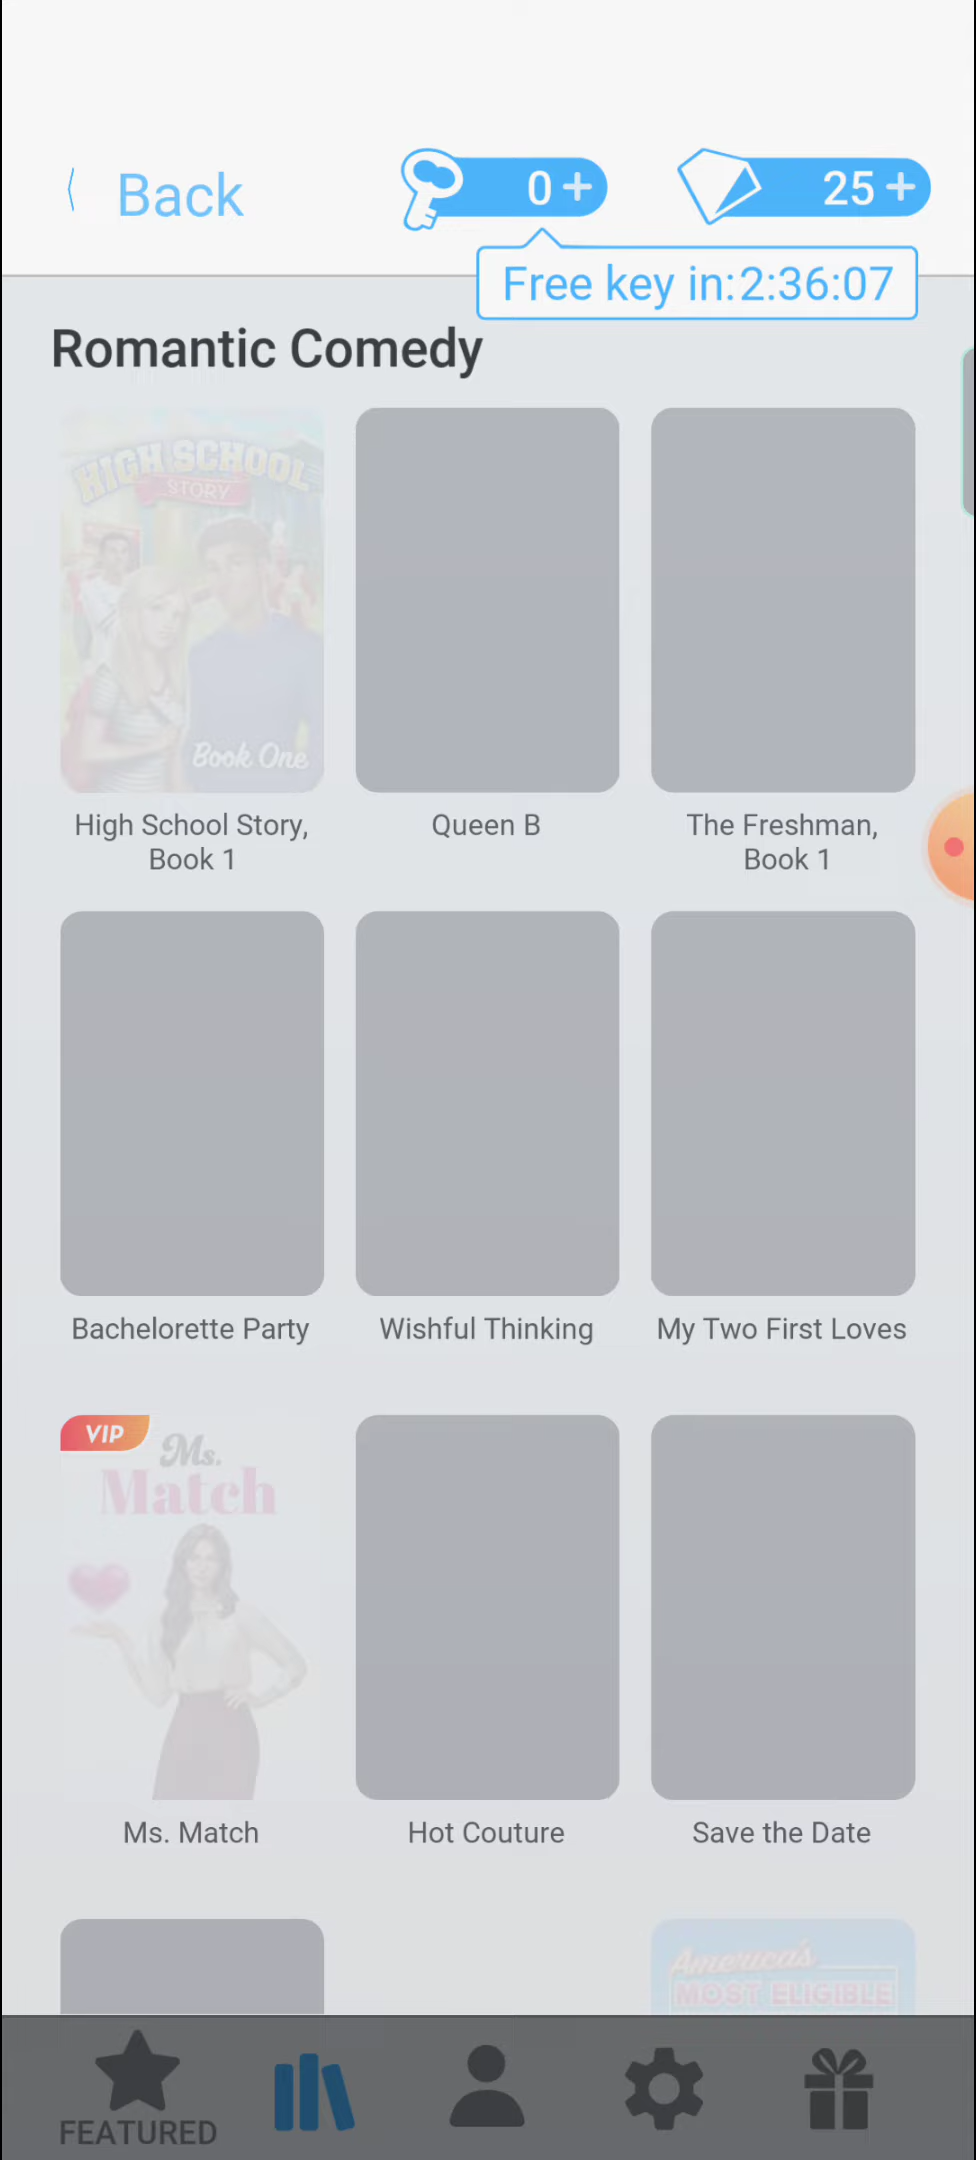 Back
0 +
25 +
Free key in:2:36:07
Romantic Comedy
HIGH SCHOOL
STORY
Book One
High School Story,
Book 1
Queen B
The Freshman,
Book 1
Bachelorette Party
Wishful Thinking
My Two First Loves
VIP
Ms.
Match
Ms. Match
Hot Couture
Save the Date
America's
MOST ELIGIBLE
FEATURED